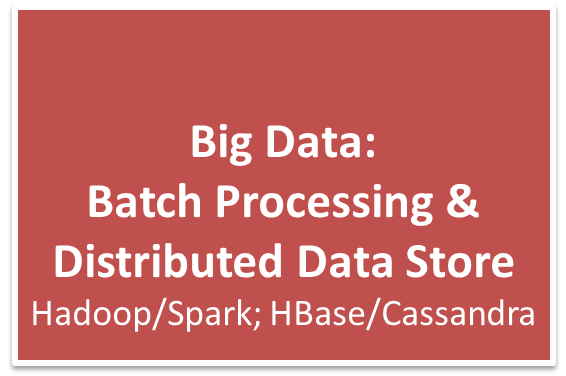 Big Data:
Batch Processing &
Distributed Data Store
Hadoop/Spark; HBase/Cassandra